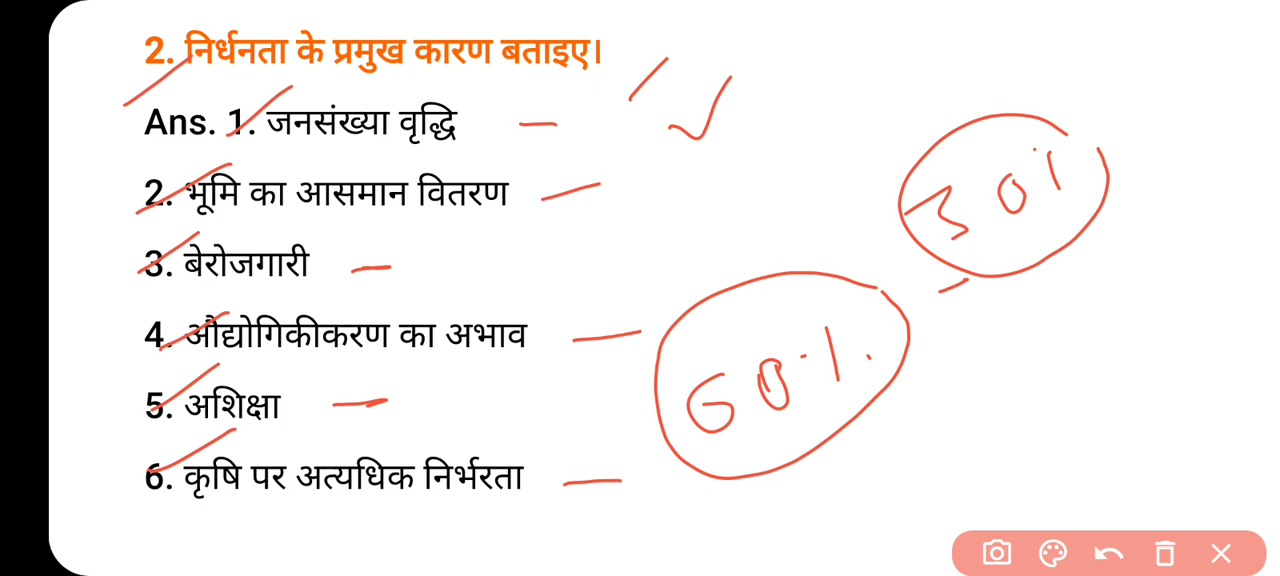 2. निर्धनता के प्रमुख कारण बताइए।
Ans. 1. जनसंख्या वृद्धि
2. भूमि का आसमान वितरण
3. बेरोजगारी
4. औद्योगिकीकरण का अभाव
5. अशिक्षा
6. कृषि पर अत्यधिक निर्भरता
30%
60%